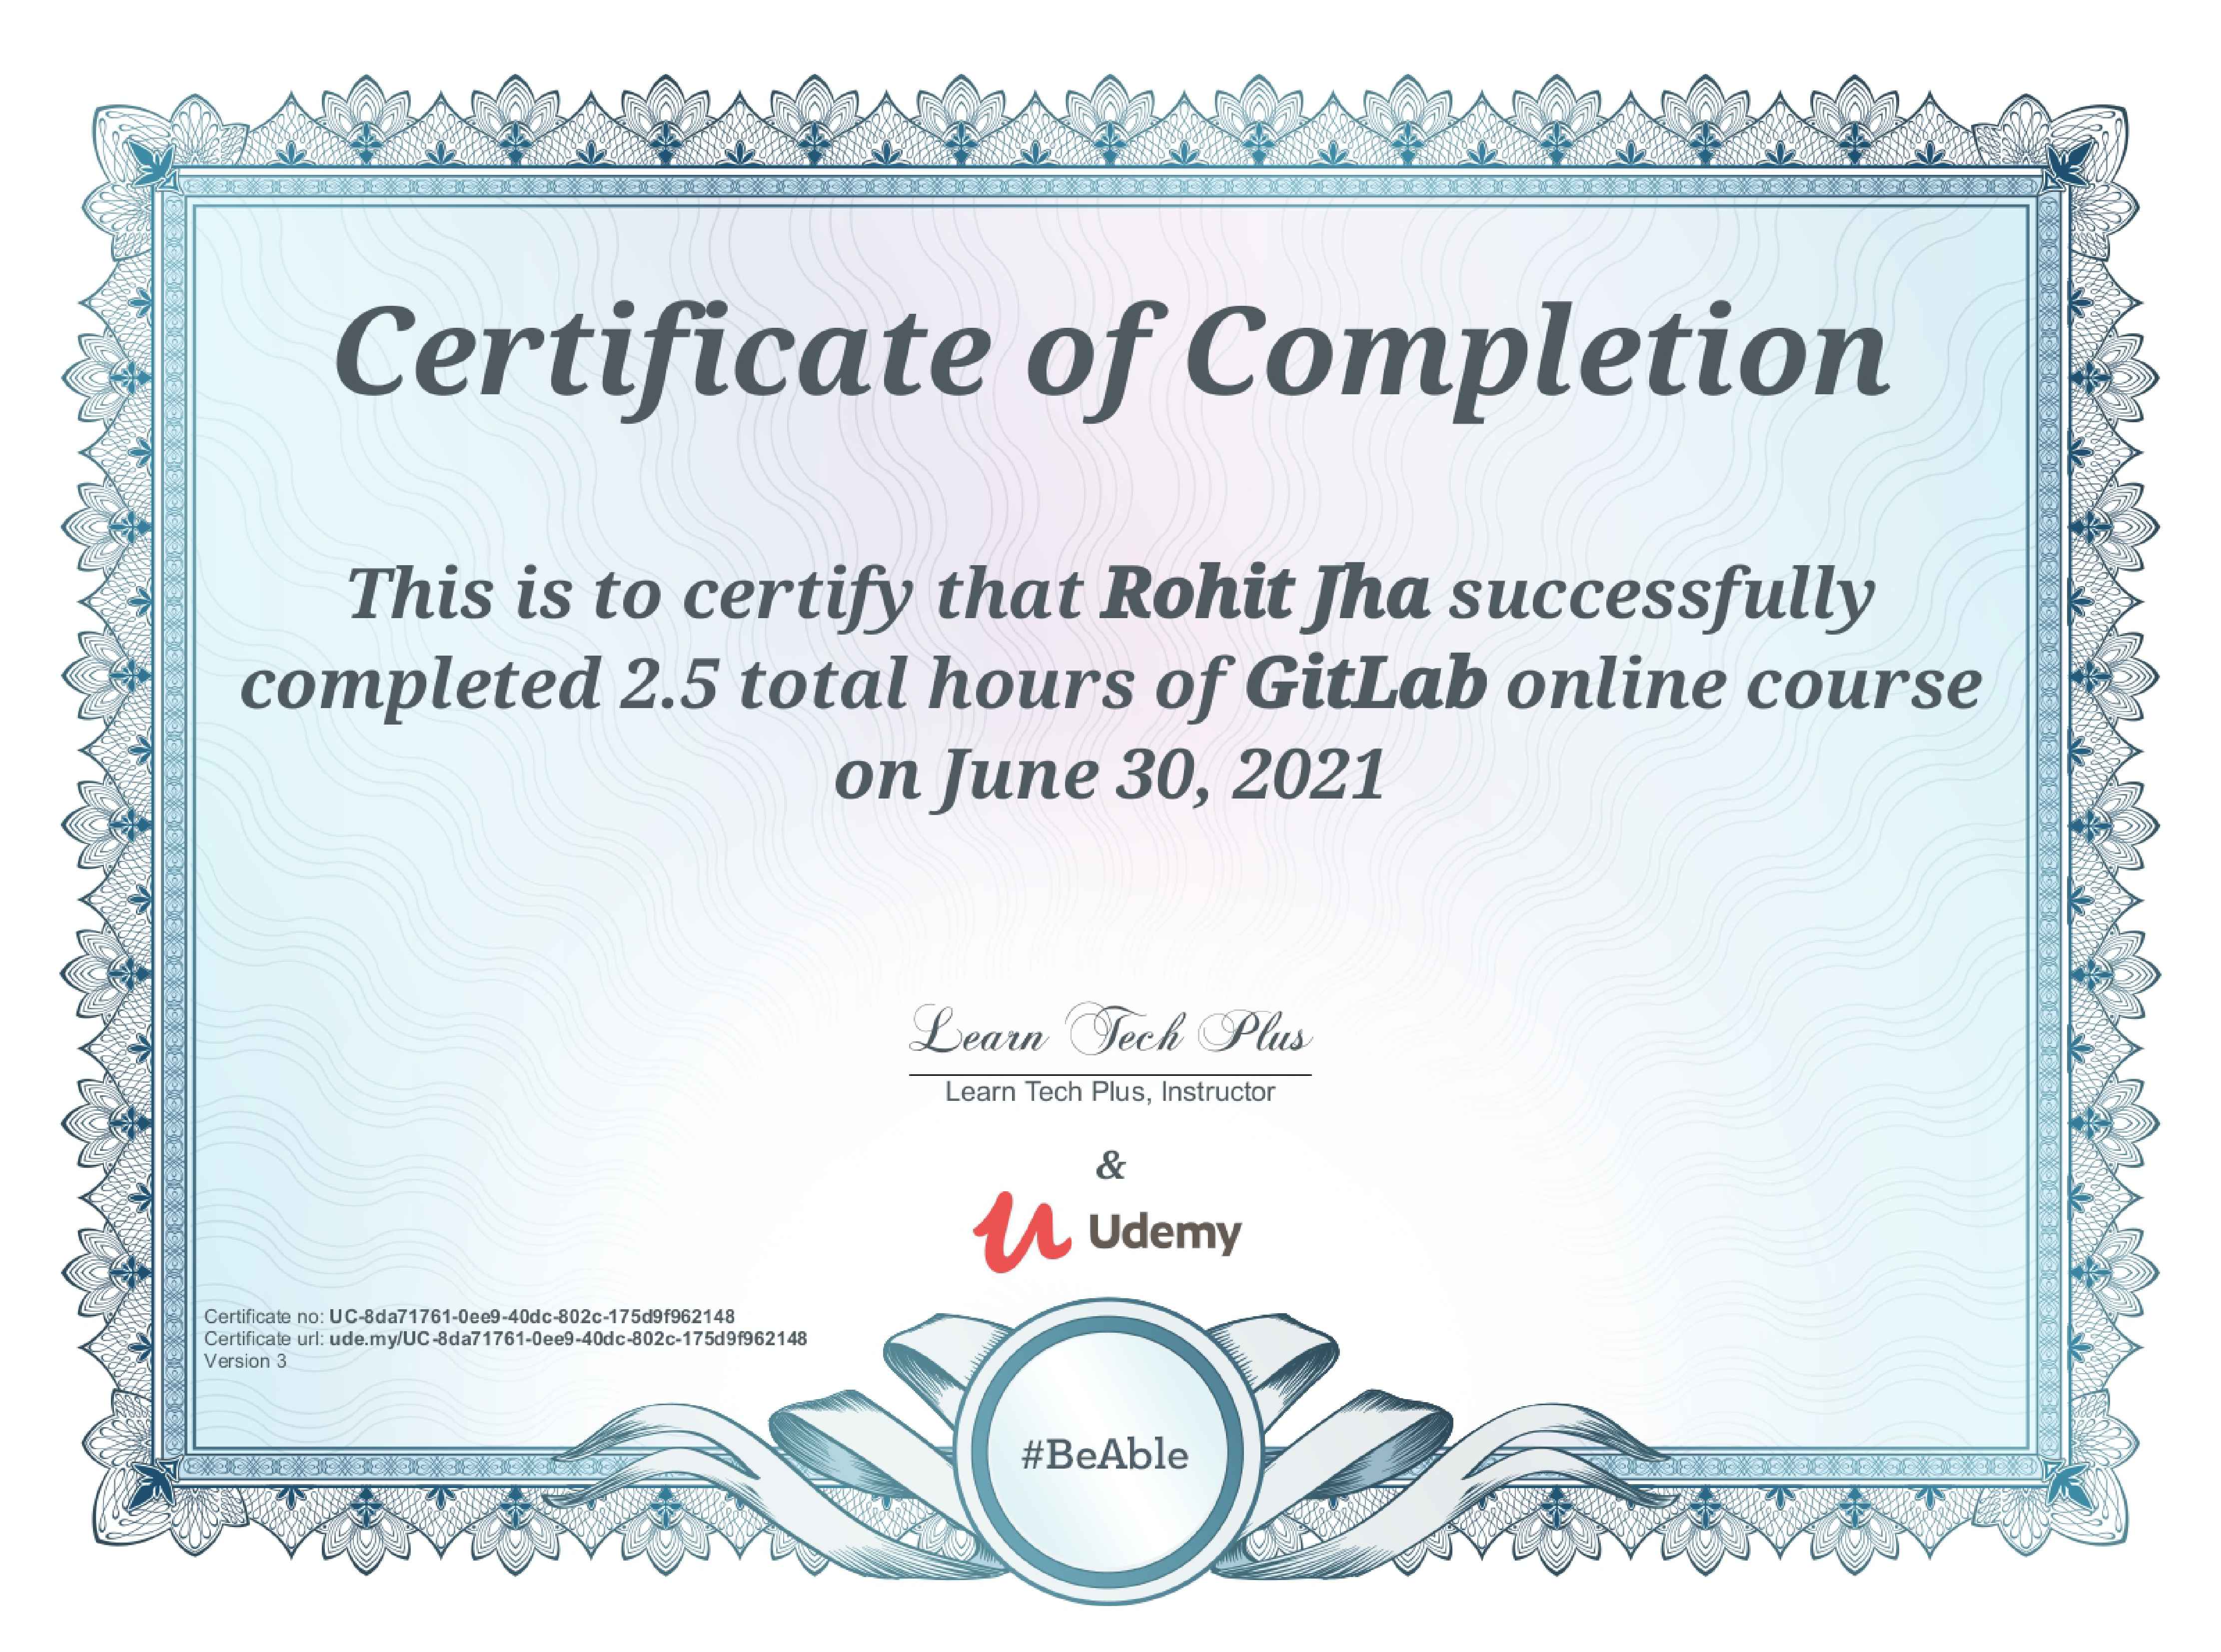 Certificate of Completion
This is to certify that Rohit Jha successfully
completed 2.5 total hours of GitLab online course
on June 30, 2021
Learn Tech Plus
Learn Tech Plus, Instructor
&
Udemy
Certificate no: UC-8da71761-0ee9-40dc-802c-175d9f962148
Certificate url: ude.my/UC-8da71761-0ee9-40dc-802c-175d9f962148
Version 3
#BeAble